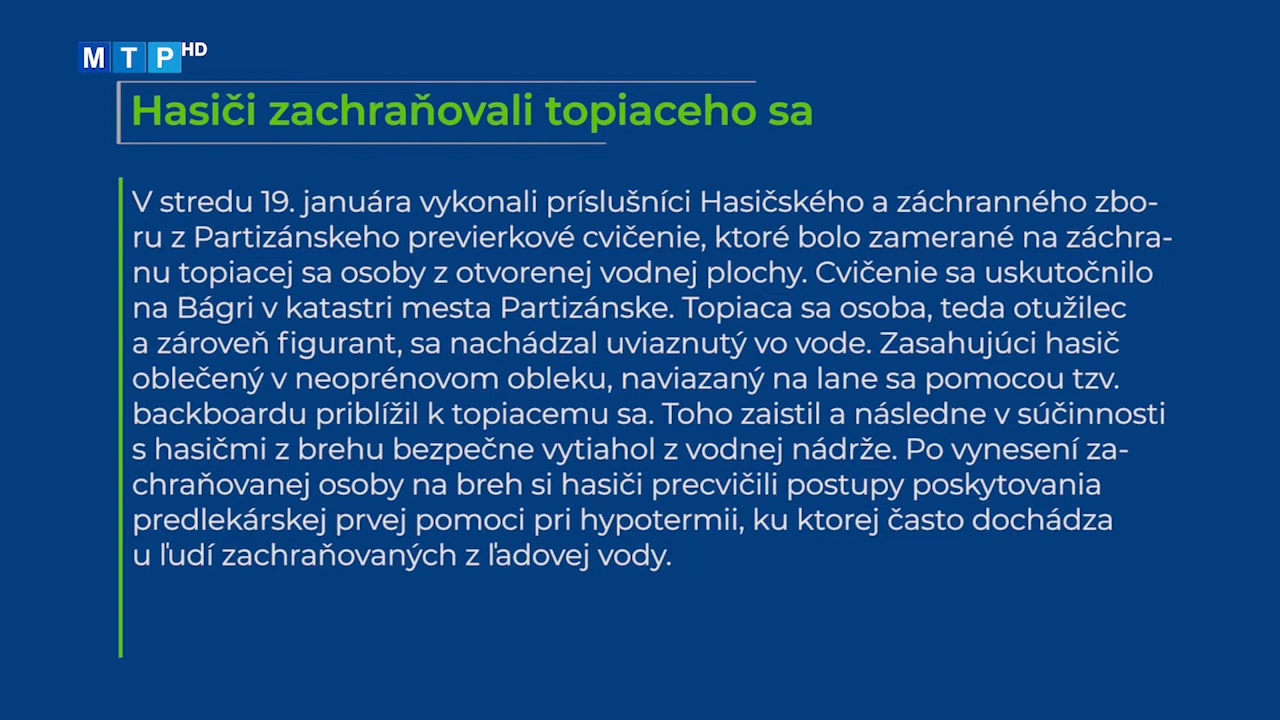 MTP HD
Hasiči zachraňovali topiaceho sa
V stredu 19. januára vykonali príslušníci Hasičského a záchranného zbo-
ru z Partizánskeho previerkové cvičenie, ktoré bolo zamerané na záchra-
nu topiacej sa osoby z otvorenej vodnej plochy. Cvičenie sa uskutočnilo
na Bágri v katastri mesta Partizánske. Topiaca sa osoba, teda otužilec
a zároveň figurant, sa nachádzal uviaznutý vo vode. Zasahujúci hasič
oblečený v neoprénovom obleku, naviazaný na lane sa pomocou tzv.
backboardu priblížil k topiacemu sa. Toho zaistil a následne v súčinnosti
s hasičmi z brehu bezpečne vytiahol z vodnej nádrže. Po vynesení za-
chraňovanej osoby na breh si hasiči precvičili postupy poskytovania
predlekárskej prvej pomoci pri hypotermii, ku ktorej často dochádza
u ľudí zachraňovaných z ľadovej vody.